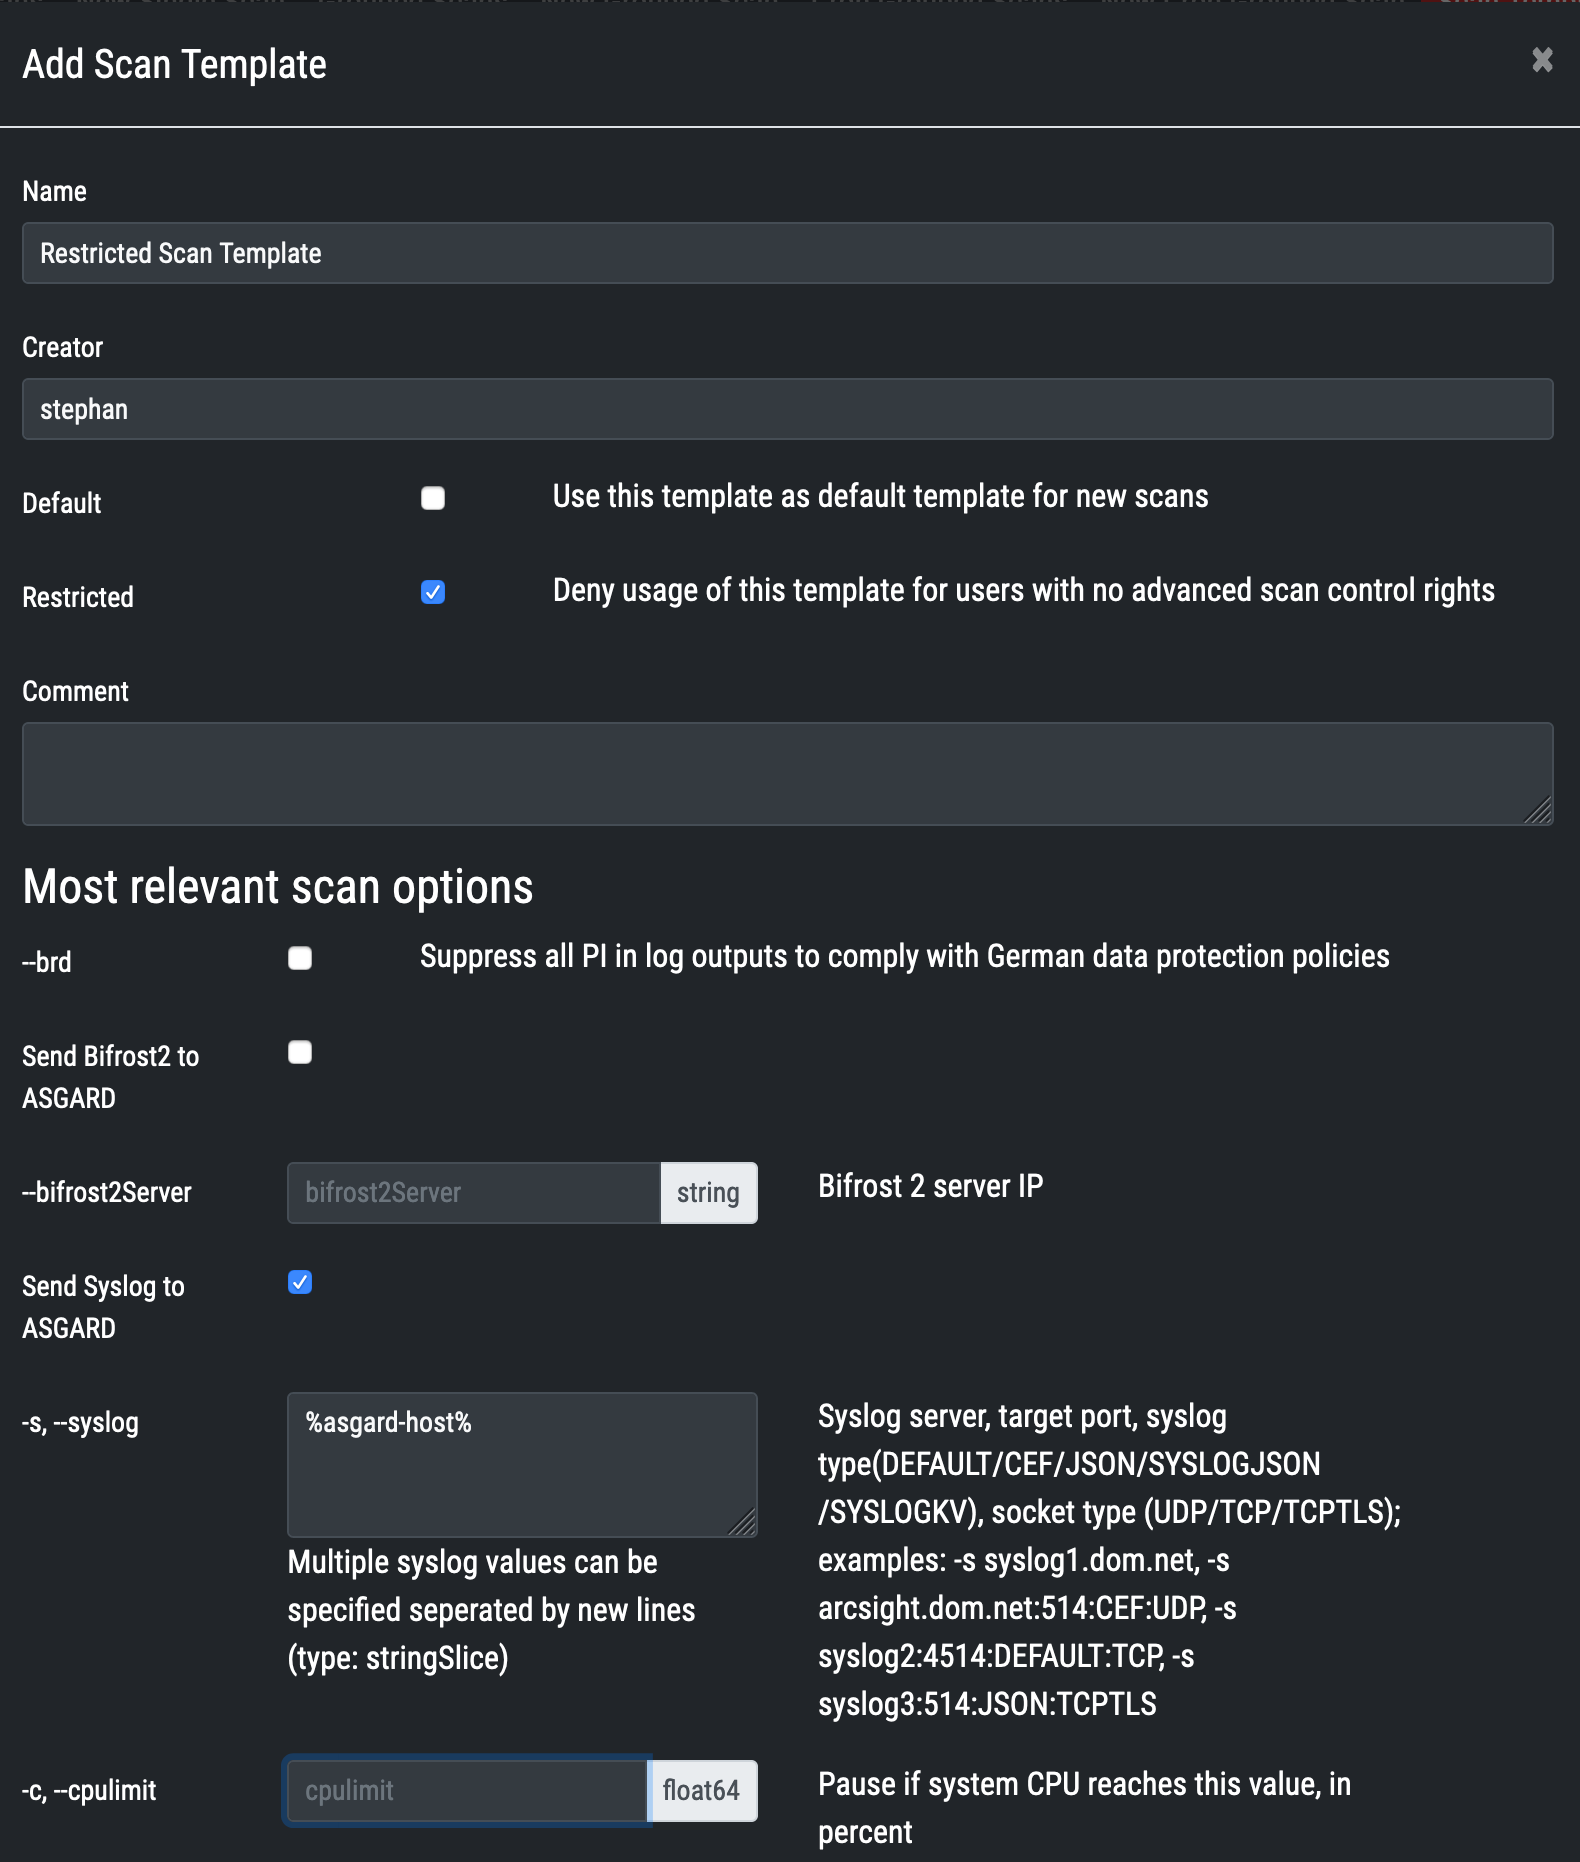 Add Scan Template
Name
Restricted Scan Template
Creator
stephan
Default
Use this template as default template for new scans
Restricted
Deny usage of this template for users with no advanced scan control rights
Comment
Most relevant scan options
--brd
Suppress all PI in log outputs to comply with German data protection policies
Send Bifrost2 to
ASGARD
--bifrost2Server
bifrost2Server
string
Bifrost 2 server IP
Send Syslog to
ASGARD
-s, --syslog
%asgard-host%
Multiple syslog values can be
specified seperated by new lines
(type: stringSlice)
Syslog server, target port, syslog
type(DEFAULT/CEF/JSON/SYSLOGJSON
/SYSLOGKV), socket type (UDP/TCP/TCPTLS);
examples: -s syslog1.dom.net, -s
arcsight.dom.net:514:CEF:UDP, -s
syslog2:4514:DEFAULT:TCP, -s
syslog3:514:JSON:TCPTLS
-c, --cpulimit
cpulimit
float64
Pause if system CPU reaches this value, in
percent